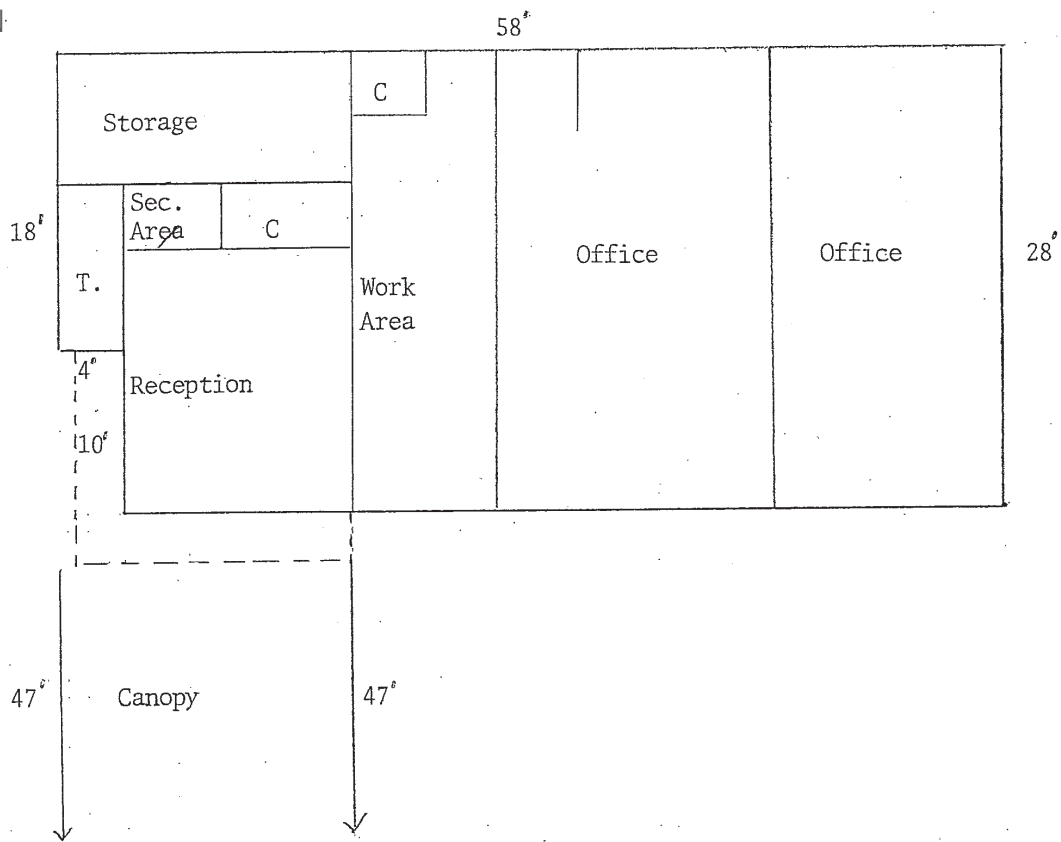 58'
Storage
C
Sec.
Area
C
18'
T.
Work
Area
Office
Office
28'
4'
Reception
10'
47'
Canopy
47'